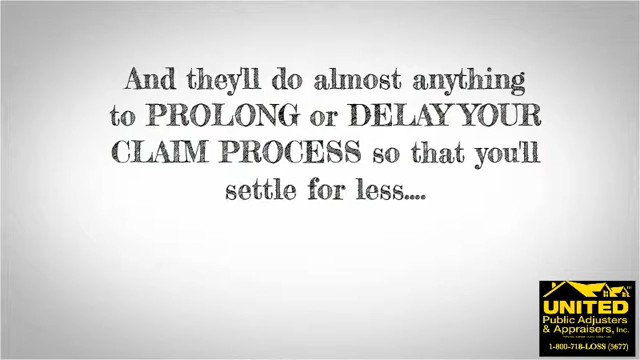 And they'll do almost anything
to PROLONG or DELAY YOUR
CLAIM PROCESS so that you'll
settle for less....
UNITED
Public Adjusters
& Appraisers, Inc.
1-800-718-LOSS (5677)